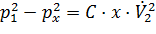 p₁² − pₓ² = C · x · V̇₂²